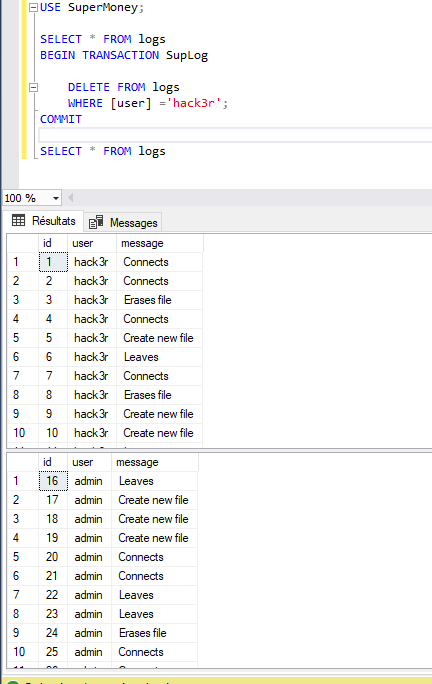 USE SuperMoney;
SELECT * FROM logs
BEGIN TRANSACTION SupLog
DELETE FROM logs
WHERE [user] ='hack3r';
COMMIT
SELECT * FROM logs
100 %
Résultats Messages
id user message
1 1 hack3r Connects
2 2 hack3r Connects
3 3 hack3r Erases file
4 4 hack3r Connects
5 5 hack3r Create new file
6 6 hack3r Leaves
7 7 hack3r Connects
8 8 hack3r Erases file
9 9 hack3r Create new file
10 10 hack3r Create new file
id user message
1 16 admin Leaves
2 17 admin Create new file
3 18 admin Create new file
4 19 admin Create new file
5 20 admin Connects
6 21 admin Connects
7 22 admin Leaves
8 23 admin Leaves
9 24 admin Erases file
10 25 admin Connects